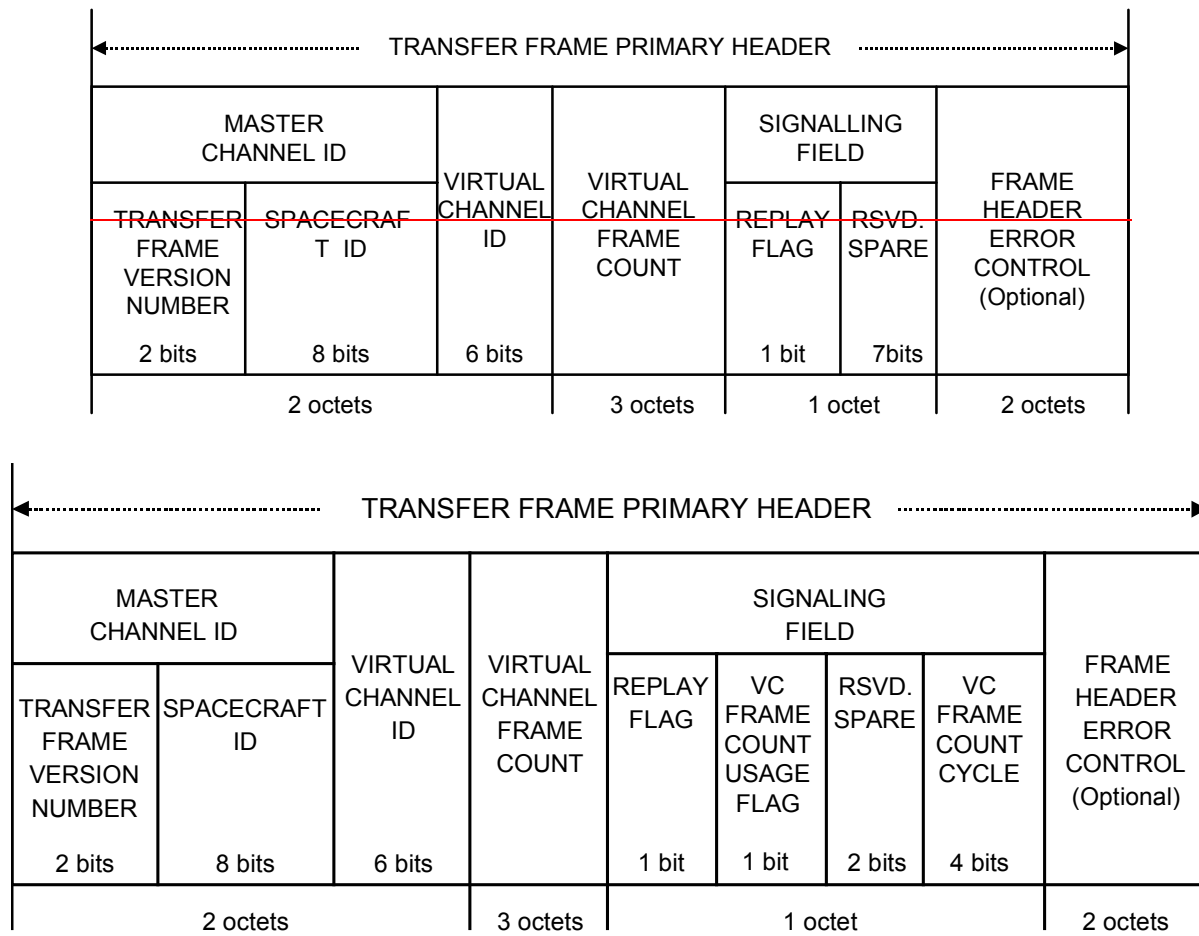 TRANSFER FRAME PRIMARY HEADER
MASTER
CHANNEL ID
TRANSFER
FRAME
VERSION
NUMBER
2 bits
SPACECRAF
T ID
8 bits
VIRTUAL
CHANNEL
ID
6 bits
VIRTUAL
CHANNEL
FRAME
COUNT
SIGNALLING
FIELD
REPLAY
FLAG
1 bit
RSVD.
SPARE
7bits
FRAME
HEADER
ERROR
CONTROL
(Optional)
2 octets
3 octets
1 octet
2 octets
TRANSFER FRAME PRIMARY HEADER
MASTER
CHANNEL ID
TRANSFER
FRAME
VERSION
NUMBER
2 bits
SPACECRAFT
ID
8 bits
VIRTUAL
CHANNEL
ID
6 bits
VIRTUAL
CHANNEL
FRAME
COUNT
SIGNALING
FIELD
REPLAY
FLAG
1 bit
VC
FRAME
COUNT
USAGE
FLAG
1 bit
RSVD.
SPARE
2 bits
VC
FRAME
COUNT
CYCLE
4 bits
FRAME
HEADER
ERROR
CONTROL
(Optional)
2 octets
3 octets
1 octet
2 octets